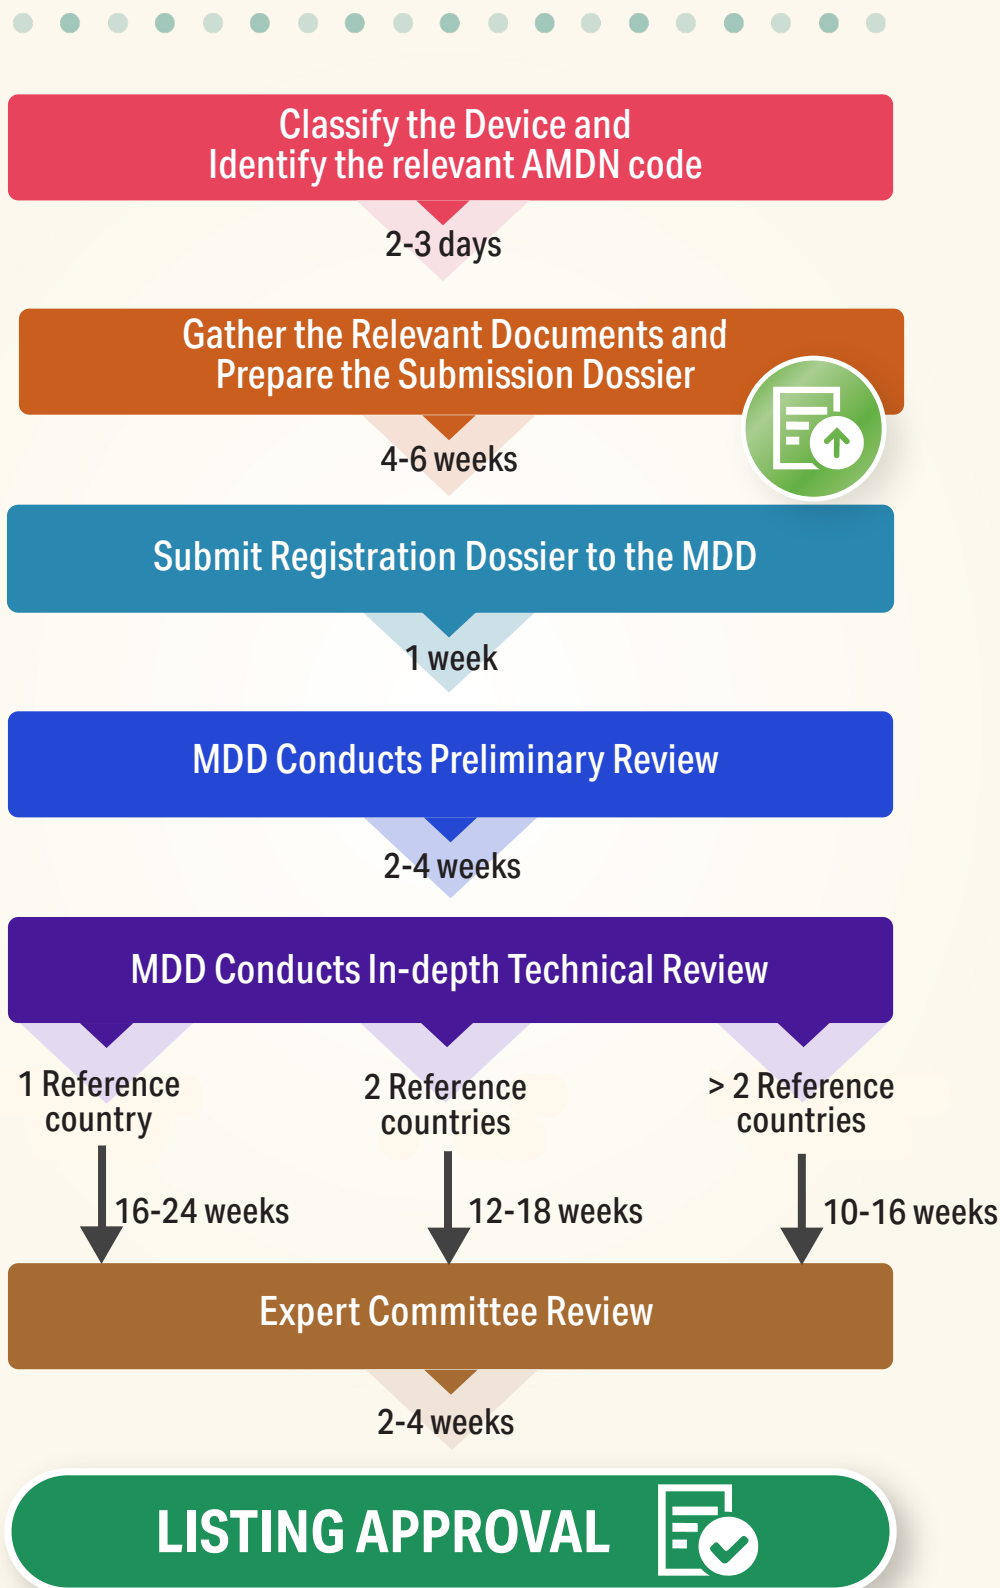 Classify the Device and
Identify the relevant AMDN code
2-3 days
Gather the Relevant Documents and
Prepare the Submission Dossier
4-6 weeks
Submit Registration Dossier to the MDD
1 week
MDD Conducts Preliminary Review
2-4 weeks
MDD Conducts In-depth Technical Review
1 Reference
country
2 Reference
countries
> 2 Reference
countries
16-24 weeks
12-18 weeks
10-16 weeks
Expert Committee Review
2-4 weeks
LISTING APPROVAL